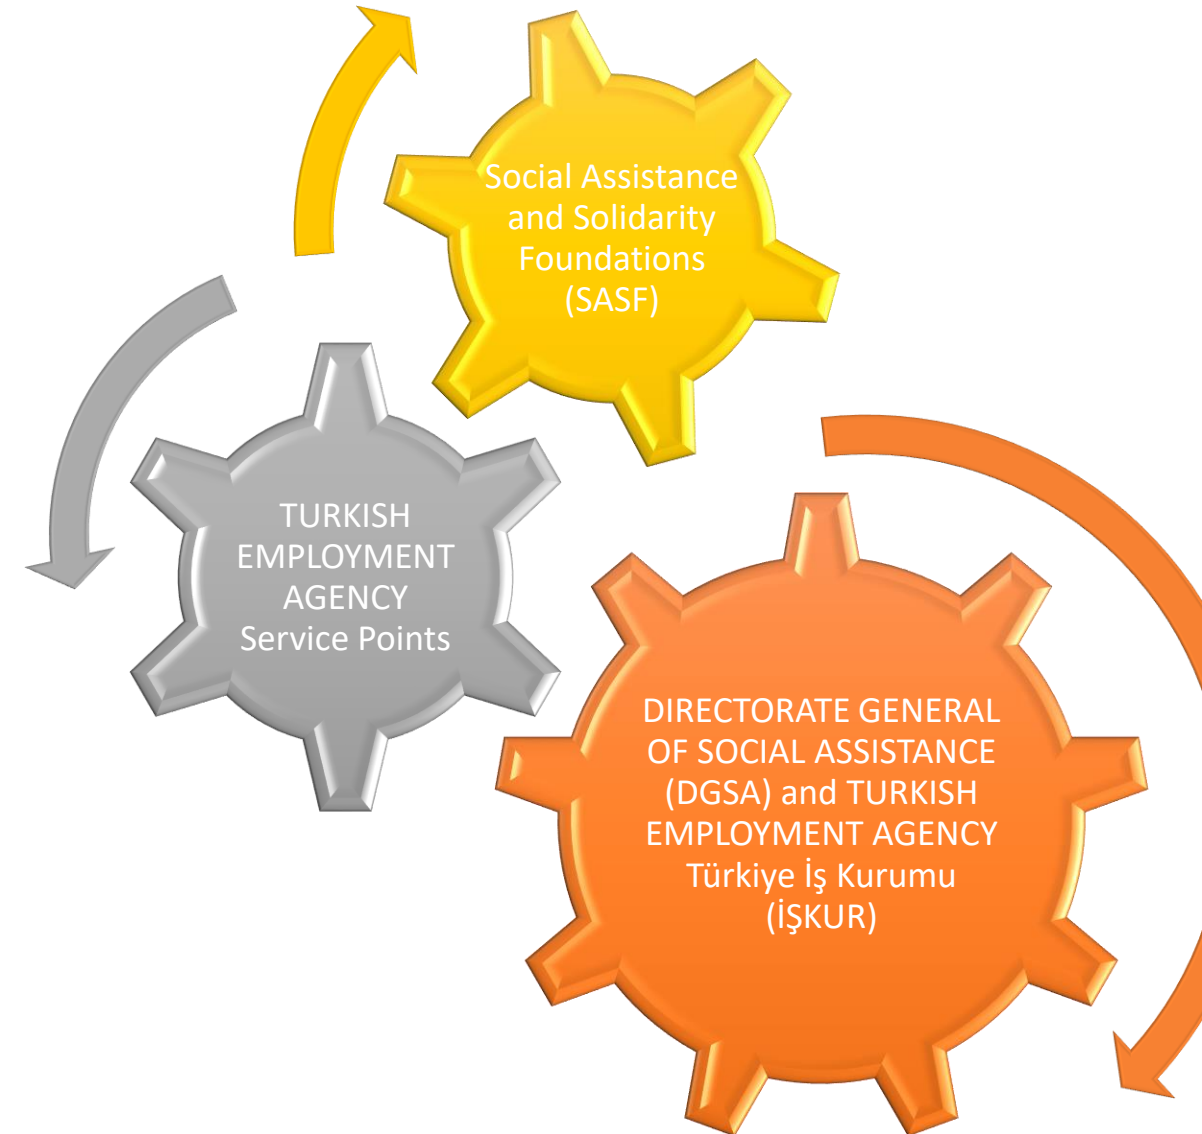 Social Assistance
and Solidarity
Foundations
(SASF)
TURKISH
EMPLOYMENT
AGENCY
Service Points
DIRECTORATE GENERAL
OF SOCIAL ASSISTANCE
(DGSA) and TURKISH
EMPLOYMENT AGENCY
Türkiye İş Kurumu
(İŞKUR)